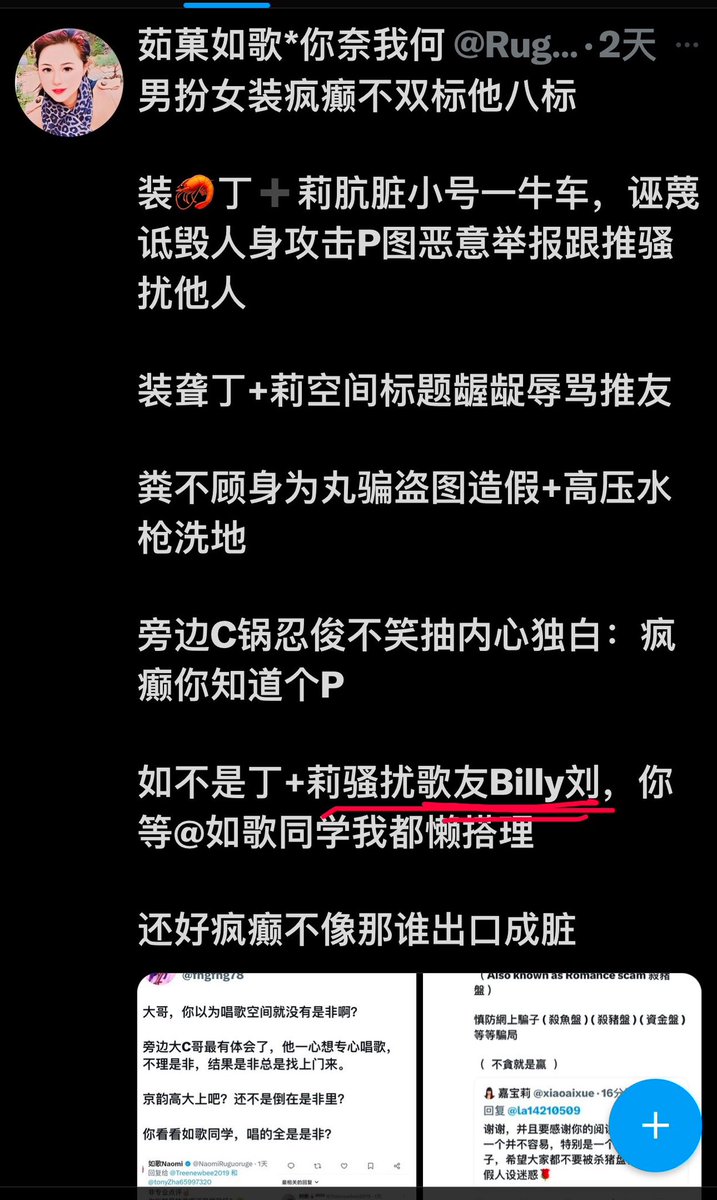 茹菓如歌*你奈我何 @Rug... · 2天 ...
男扮女装疯癫不双标他八标
装🦐丁➕莉肮脏小号一牛车，诬蔑
诋毁人身攻击P图恶意举报跟推骚
扰他人
装聋丁+莉空间标题龌龊辱骂推友
粪不顾身为丸骗盗图造假+高压水
枪洗地
旁边C锅忍俊不笑抽内心独白：疯
癫你知道个P
如不是丁+莉骚扰歌友Billy刘，你
等@如歌同学我都懒搭理
还好疯癫不像那谁出口成脏
@fhgfhg78
大哥，你以为唱歌空间就没有是非啊？
旁边大C哥最有体会了，他一心想专心唱歌，
不理是非，结果是非总是找上门来。
京韵高大上吧？还不是倒在是非里？
你看看如歌同学，唱的全是是非？
如歌Naomi @NaomiRuguoruge · 1天
回复给 @Treenewbee2019 和
@tonyZha65997320
( Also known as Romance scam 殺豬
盤 )
慎防網上騙子 ( 殺魚盤 ) ( 殺豬盤 ) ( 資金盤 )
等等騙局
( 不貪就是贏 )
嘉宝莉 @xiaoaixue · 16分
回复 @la14210509
谢谢，并且要感谢你的阅
一个并不容易，特别是一个
子，希望大家都不要被杀猪盘
假人设迷惑🌹